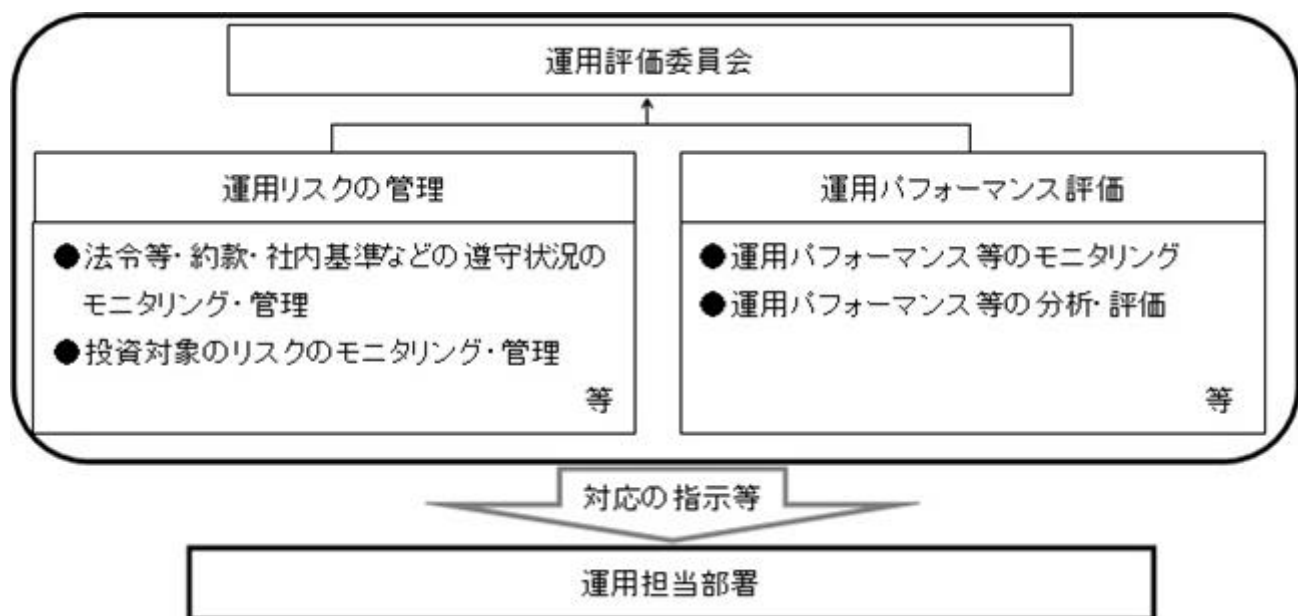 運用評価委員会
運用リスクの管理
●法令等・約款・社内基準などの遵守状況の
モニタリング・管理
●投資対象のリスクのモニタリング・管理
等
運用パフォーマンス評価
●運用パフォーマンス等のモニタリング
●運用パフォーマンス等の分析・評価
等
対応の指示等
運用担当部署